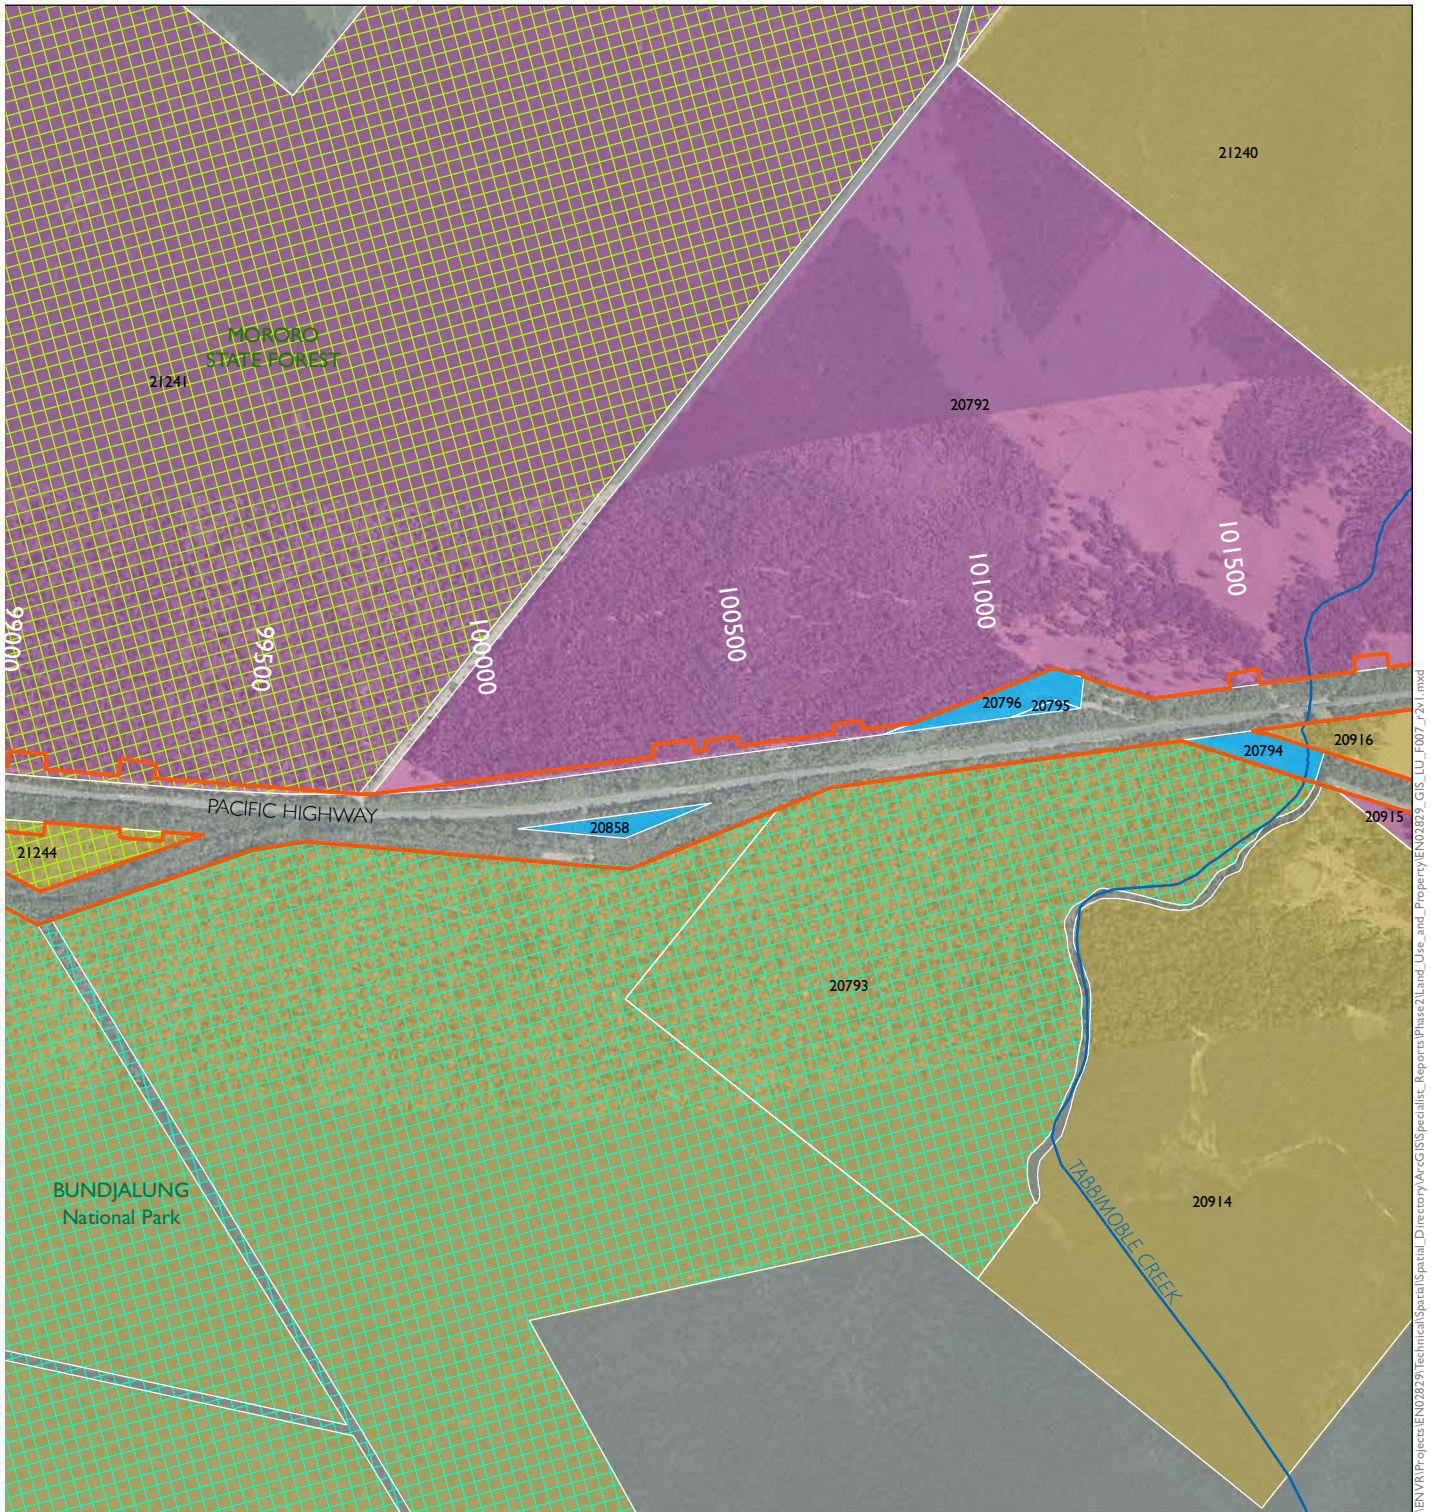 21240
MORORO
STATE FOREST
21241
20792
99000
99500
100000
100500
101000
101500
20796
20795
20794
20916
20915
PACIFIC HIGHWAY
20858
21244
20793
BUNDJALUNG
National Park
TABBIMOBLE CREEK
20914
\ENVR\Projects\EN02829\Technical\Spatial\Spatial_Directory\ArcGIS\Specialist_Reports\Phase2\Land_Use_and_Property\EN02829_GIS_LU_F007_r2v1.mxd